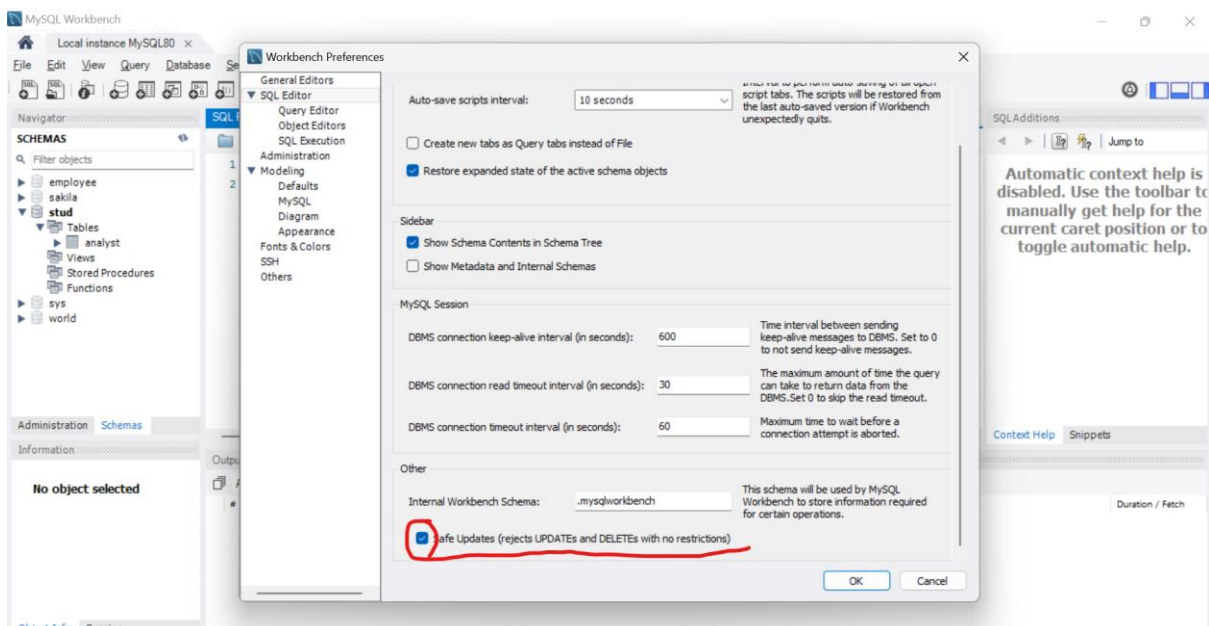 MySQL Workbench
Local instance MySQL80
File Edit View Query Database Se
Navigator
SCHEMAS
Filter objects
employee
sakila
stud
Tables
analyst
Views
Stored Procedures
Functions
sys
world
Administration Schemas
Information
No object selected
SQL F
1
2
Outpu
#
Workbench Preferences
General Editors
SQL Editor
Query Editor
Object Editors
SQL Execution
Administration
Modeling
Defaults
MySQL
Diagram
Appearance
Fonts & Colors
SSH
Others
Auto-save scripts interval: 10 seconds
script tabs. The scripts will be restored from
the last auto-saved version if Workbench
unexpectedly quits.
Create new tabs as Query tabs instead of File
Restore expanded state of the active schema objects
Sidebar
Show Schema Contents in Schema Tree
Show Metadata and Internal Schemas
MySQL Session
DBMS connection keep-alive interval (in seconds): 600
Time interval between sending
keep-alive messages to DBMS. Set to 0
to not send keep-alive messages.
DBMS connection read timeout interval (in seconds): 30
The maximum amount of time the query
can take to return data from the
DBMS.Set 0 to skip the read timeout.
DBMS connection timeout interval (in seconds): 60
Maximum time to wait before a
connection attempt is aborted.
Other
Internal Workbench Schema: .mysqlworkbench
This schema will be used by MySQL
Workbench to store information required
for certain operations.
Safe Updates (rejects UPDATEs and DELETEs with no restrictions)
OK Cancel
SQLAdditions
Jump to
Automatic context help is
disabled. Use the toolbar to
manually get help for the
current caret position or to
toggle automatic help.
Context Help Snippets
Duration / Fetch